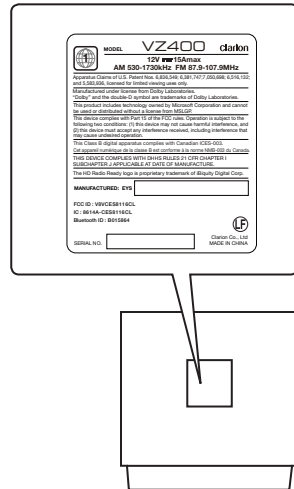 MODEL VZ400 clarion
12V 15Amax
AM 530-1730kHz FM 87.9-107.9MHz
Apparatus Claims of U.S. Patent Nos. 6,836,549; 6,381,747;7,050,698; 6,516,132;
and 5,583,936, licensed for limited viewing uses only.
Manufactured under license from Dolby Laboratories.
"Dolby" and the double-D symbol are trademarks of Dolby Laboratories.
This product includes technology owned by Microsoft Corporation and cannot
be used or distributed without a license from MSLGP.
This device complies with Part 15 of the FCC rules. Operation is subject to the
following two conditions: (1) this device may not cause harmful interference, and
(2) this device must accept any interference received, including interference that
may cause undesired operation.
This Class B digital apparatus complies with Canadian ICES-003.
Cet appareil numérique de la classe B est conforme à la norme NMB-003 du Canada.
THIS DEVICE COMPLIES WITH DHHS RULES 21 CFR CHAPTER I
SUBCHAPTER J APPLICABLE AT DATE OF MANUFACTURE.
The HD Radio Ready logo is proprietary trademark of iBiquity Digital Corp.
MANUFACTURED: EYS
FCC ID : V8VCES8116CL
IC : 8614A-CES8116CL
Bluetooth ID : B015864
LF
SERIAL NO.
Clarion Co., Ltd
MADE IN CHINA